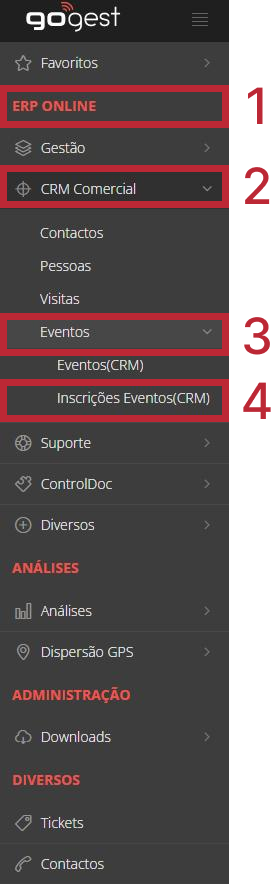 gogest
Favoritos
ERP ONLINE
1
Gestão
CRM Comercial
2
Contactos
Pessoas
Visitas
Eventos
3
Eventos(CRM)
Inscrições Eventos(CRM)
4
Suporte
ControlDoc
Diversos
ANÁLISES
Análises
Dispersão GPS
ADMINISTRAÇÃO
Downloads
DIVERSOS
Tickets
Contactos